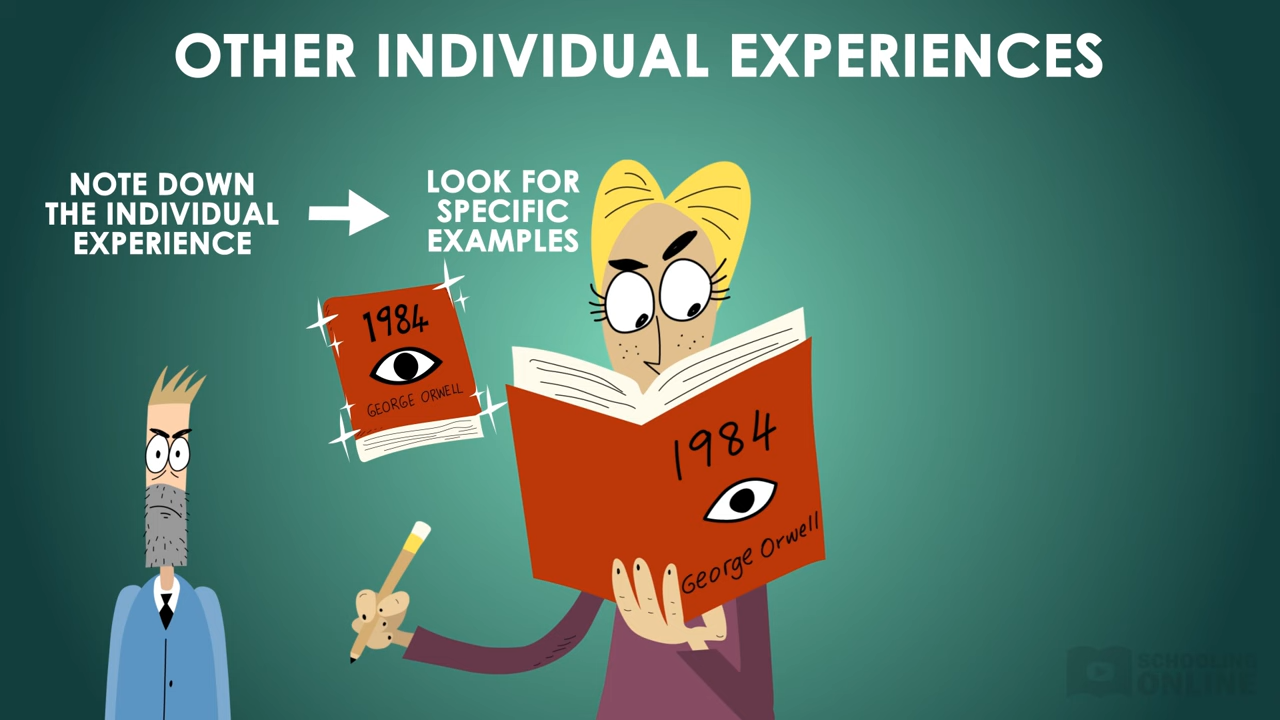 OTHER INDIVIDUAL EXPERIENCES
NOTE DOWN
THE INDIVIDUAL
EXPERIENCE
LOOK FOR
SPECIFIC
EXAMPLES
1984
GEORGE ORWELL
1984
George Orwell
SCHOOLING
ONLINE